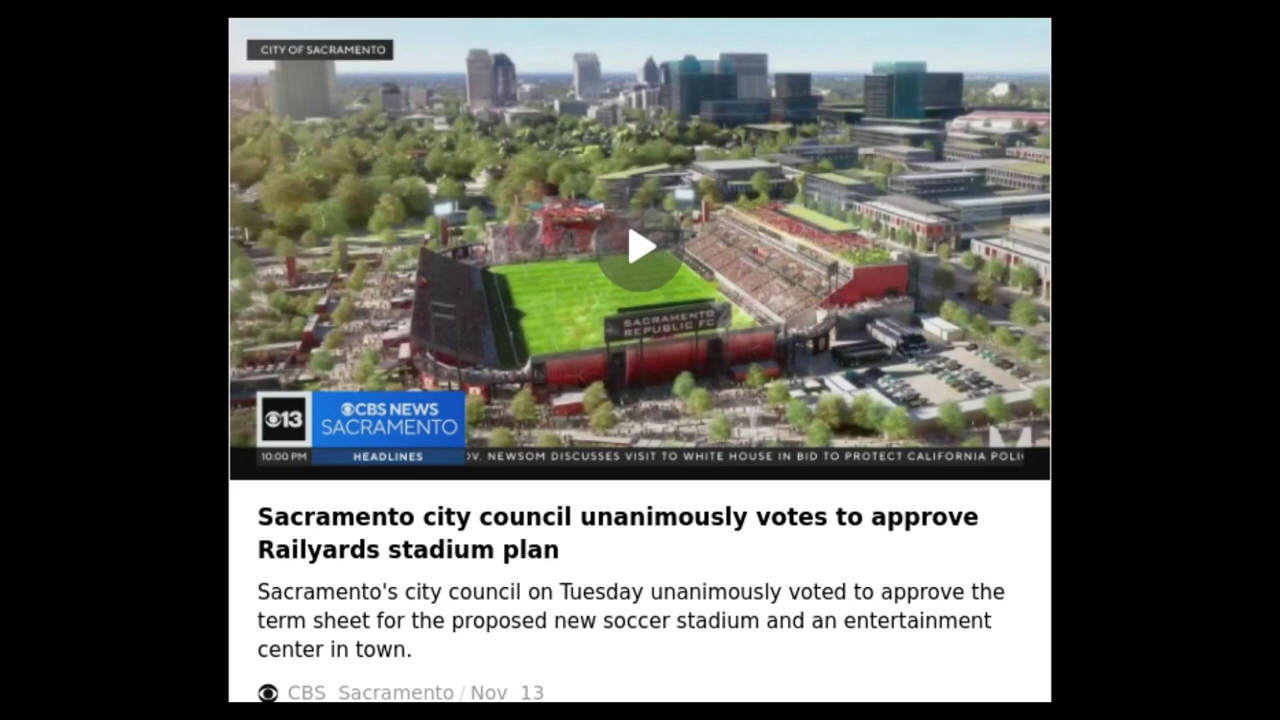 CITY OF SACRAMENTO
SACRAMENTO
REPUBLIC FC
13
CBS NEWS
SACRAMENTO
10:00 PM
HEADLINES
OV. NEWSOM DISCUSSES VISIT TO WHITE HOUSE IN BID TO PROTECT CALIFORNIA POLI
Sacramento city council unanimously votes to approve
Railyards stadium plan
Sacramento's city council on Tuesday unanimously voted to approve the
term sheet for the proposed new soccer stadium and an entertainment
center in town.
CBS Sacramento / Nov 13